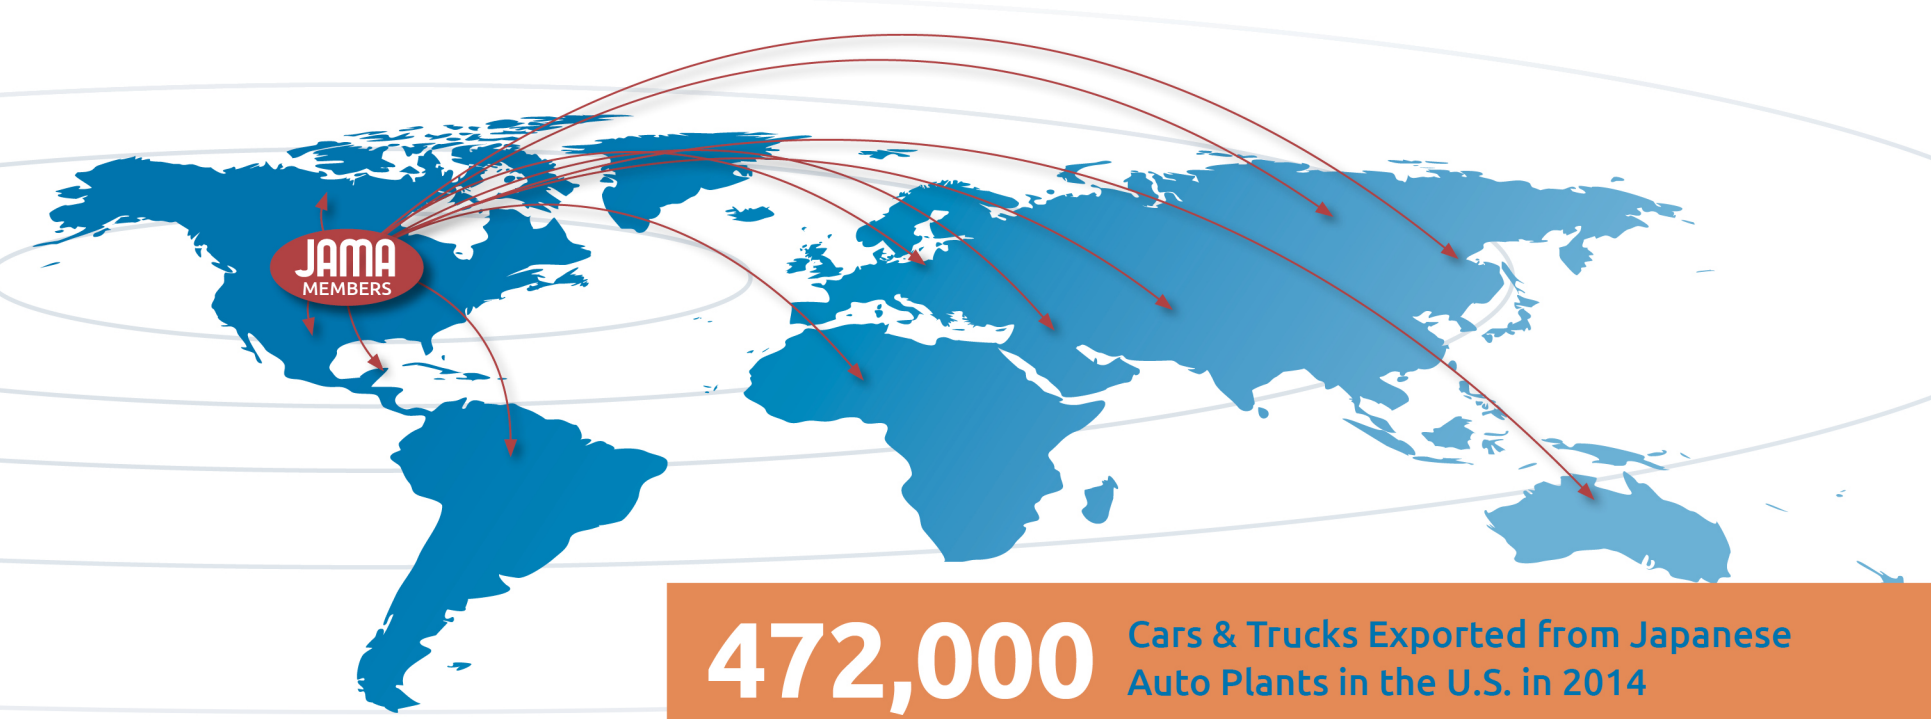 JAMA
MEMBERS
472,000
Cars & Trucks Exported from Japanese
Auto Plants in the U.S. in 2014